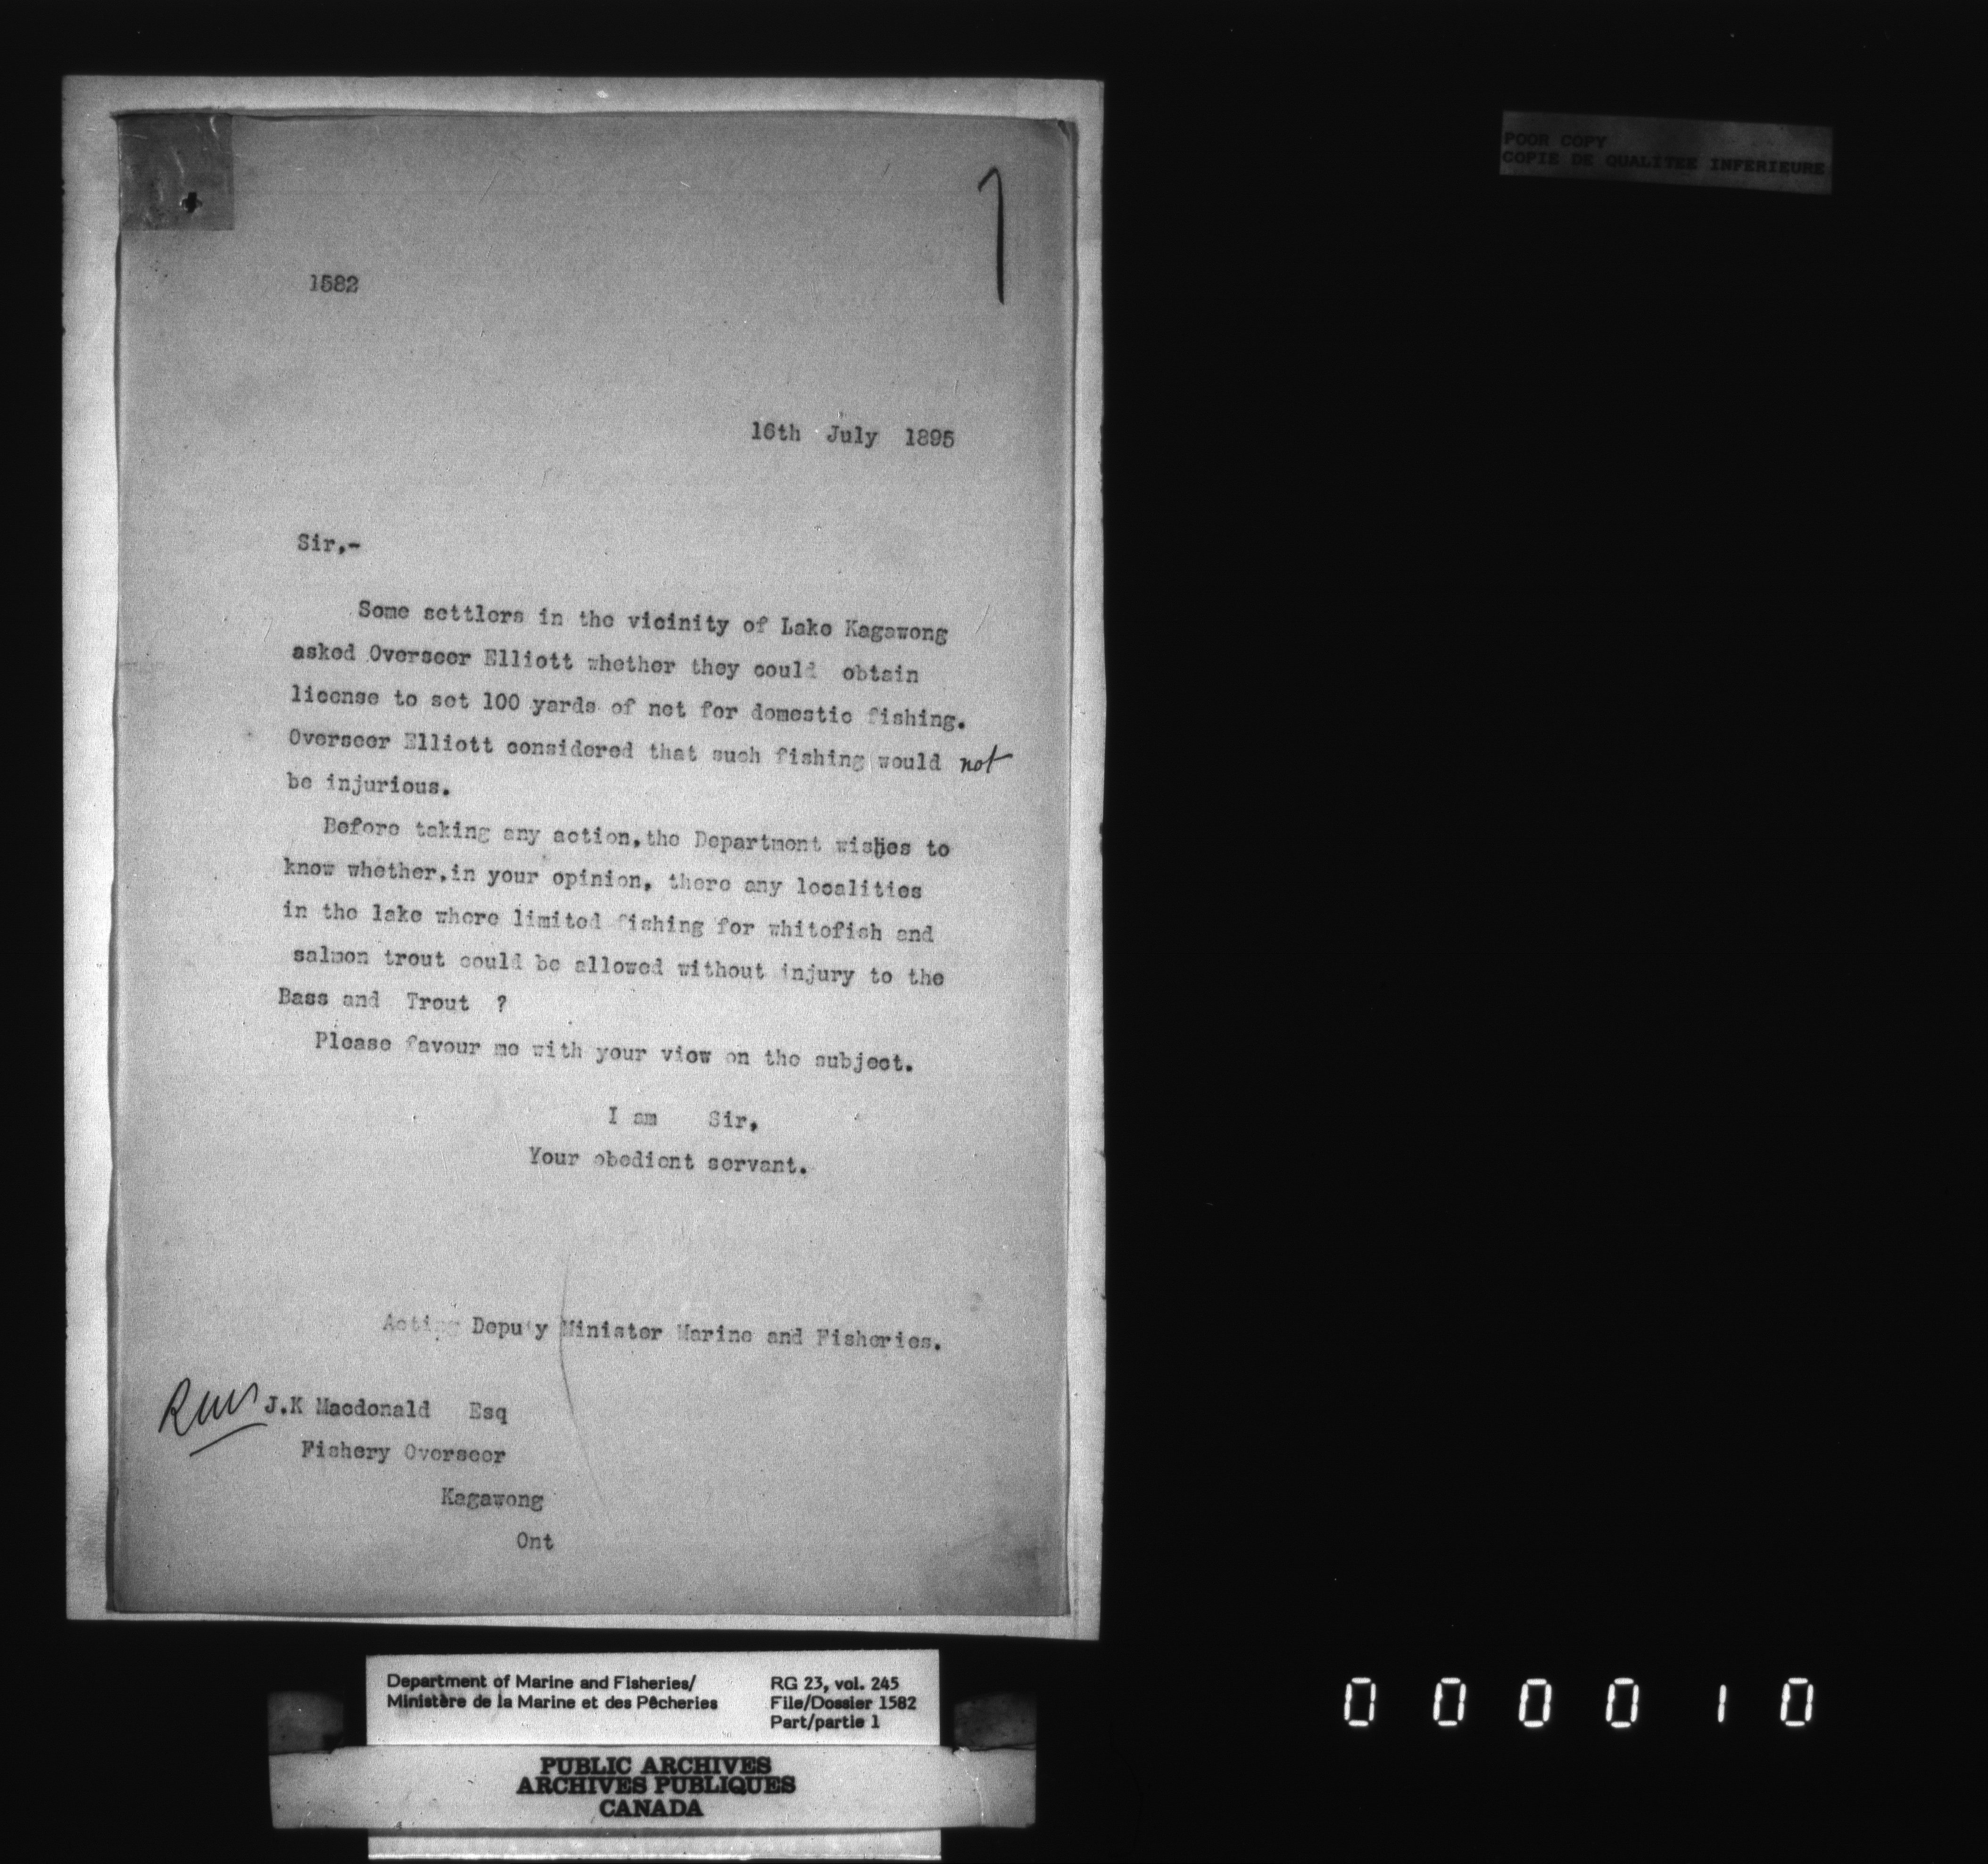 POOR COPY
COPIE DE QUALITEE INFERIEURE
1582
16th July 1895
Sir,-
Some settlers in the vicinity of Lake Kagawong
asked Overseer Elliott whether they could obtain
license to set 100 yards of net for domestic fishing.
Overseer Elliott considered that such fishing would not
be injurious.
Before taking any action, the Department wishes to
know whether, in your opinion, there any localities
in the lake where limited fishing for whitefish and
salmon trout could be allowed without injury to the
Bass and Trout ?
Please favour me with your view on the subject.
I am Sir,
Your obedient servant.
Acting Deputy Minister Marine and Fisheries.
J.K Macdonald Esq
Fishery Overseer
Kagawong
Ont
Department of Marine and Fisheries/ RG 23, vol. 245
Ministère de la Marine et des Pêcheries File/Dossier 1582
Part/partie 1
PUBLIC ARCHIVES
ARCHIVES PUBLIQUES
CANADA
0 0 0 0 1 0